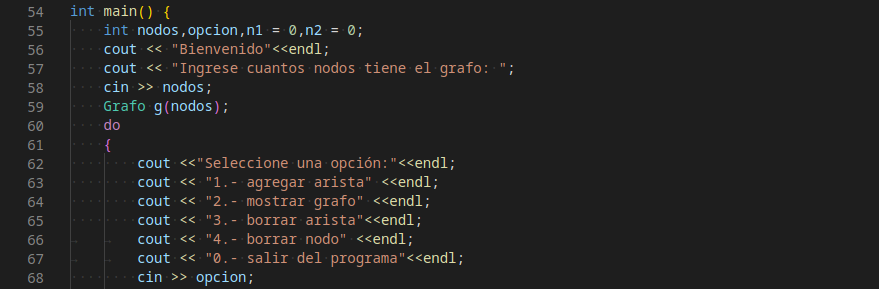 54 int main() {
55 int nodos,opcion,n1 = 0,n2 = 0;
56 cout << "Bienvenido"<<endl;
57 cout << "Ingrese cuantos nodos tiene el grafo: ";
58 cin >> nodos;
59 Grafo g(nodos);
60 do
61 {
62 cout <<"Seleccione una opción:"<<endl;
63 cout << "1.- agregar arista" <<endl;
64 cout << "2.- mostrar grafo" <<endl;
65 cout << "3.- borrar arista"<<endl;
66 cout << "4.- borrar nodo" <<endl;
67 cout << "0.- salir del programa"<<endl;
68 cin >> opcion;